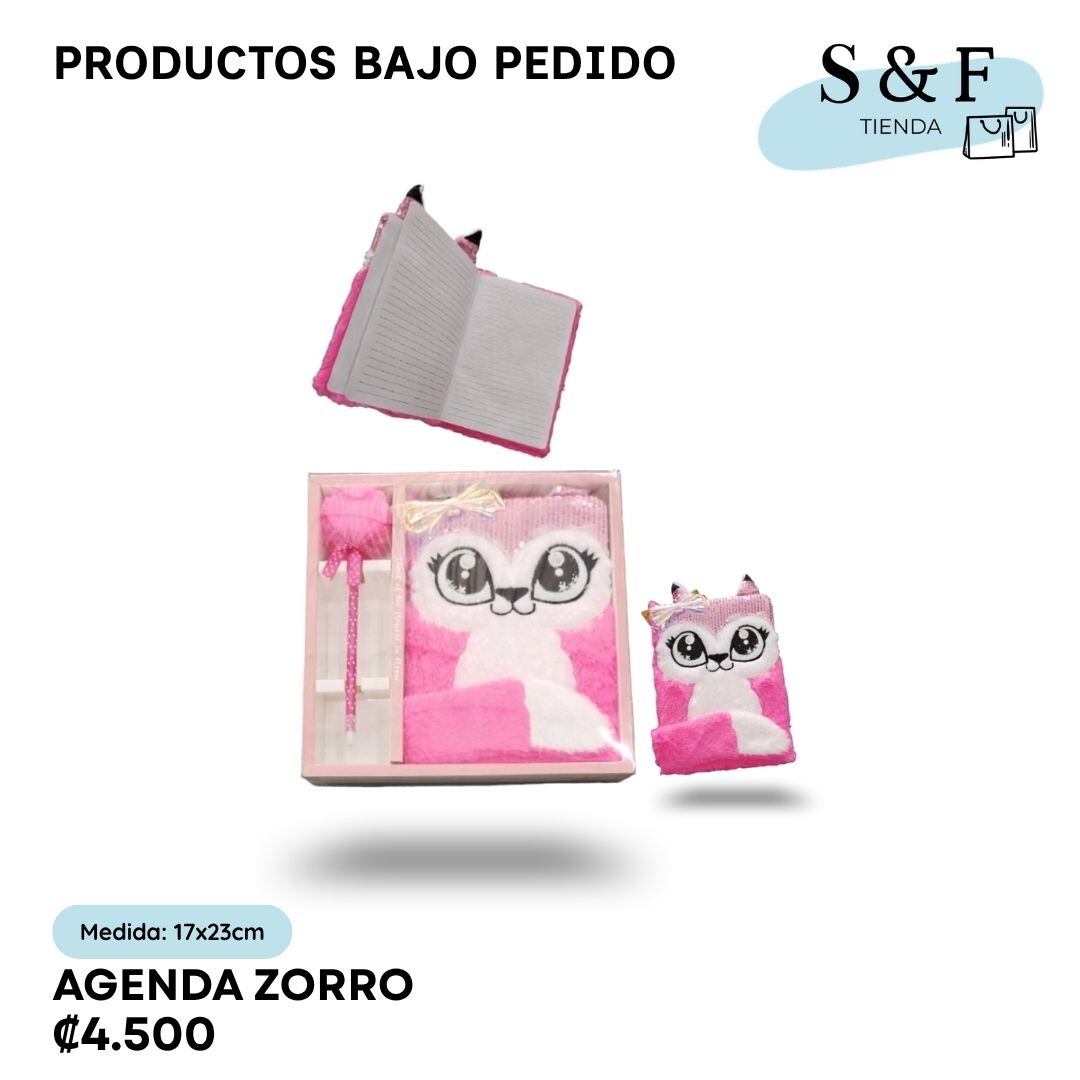 PRODUCTOS BAJO PEDIDO
S & F
TIENDA
Medida: 17x23cm
AGENDA ZORRO
₡4.500